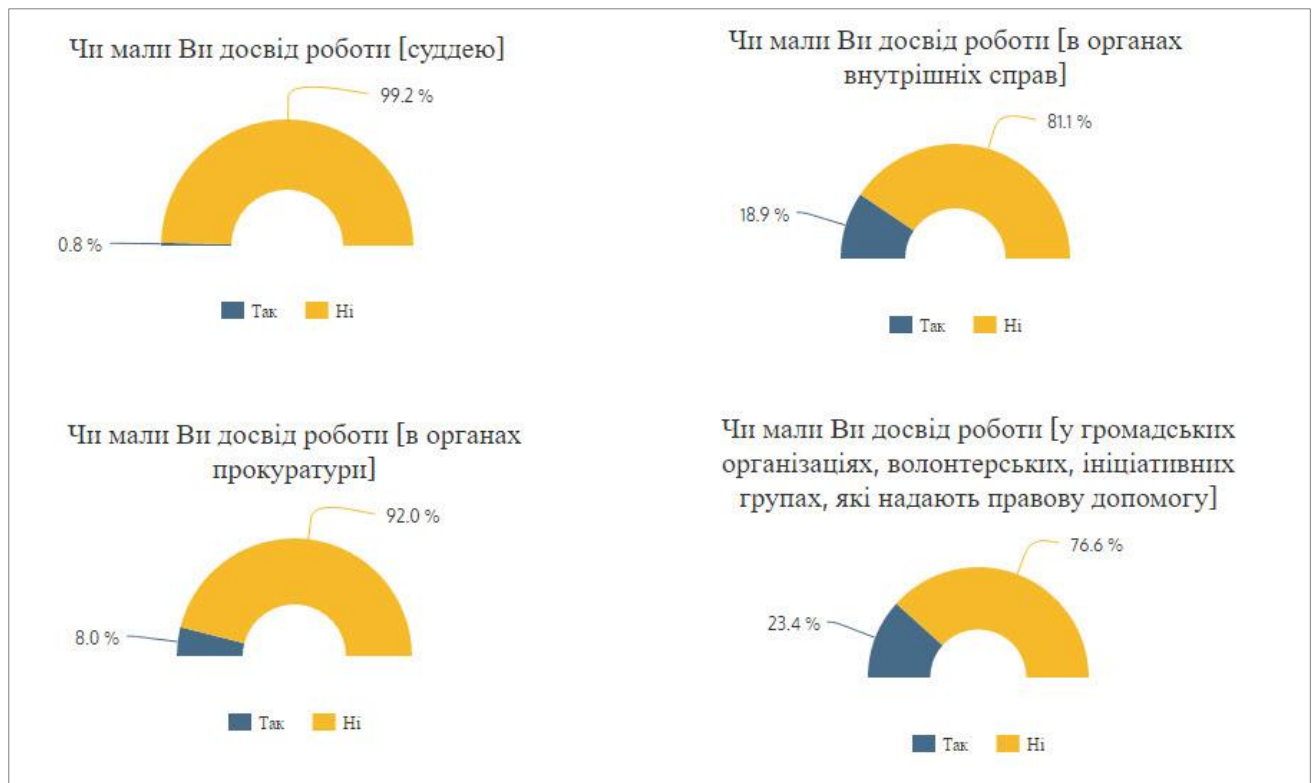 Чи мали Ви досвід роботи [суддею]
99.2 %
0.8 %
Так Ні
Чи мали Ви досвід роботи [в органах
внутрішніх справ]
81.1 %
18.9 %
Так Ні
Чи мали Ви досвід роботи [в органах
прокуратури]
92.0 %
8.0 %
Так Ні
Чи мали Ви досвід роботи [у громадських
організаціях, волонтерських, ініціативних
групах, які надають правову допомогу]
76.6 %
23.4 %
Так Ні